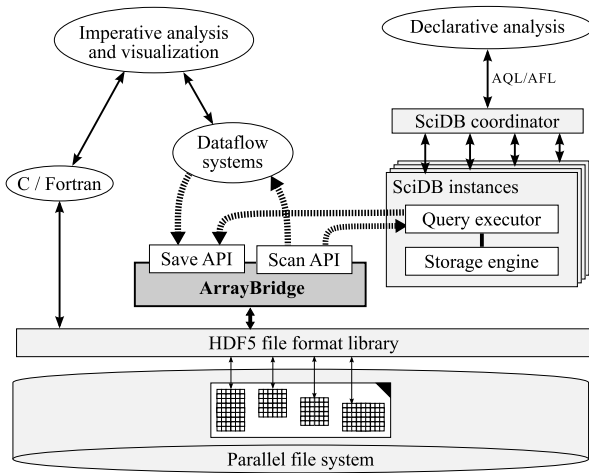 Imperative analysis
and visualization
Declarative analysis
AQL/AFL
SciDB coordinator
Dataflow
systems
C / Fortran
SciDB instances
Query executor
Storage engine
Save API
Scan API
ArrayBridge
HDF5 file format library
Parallel file system